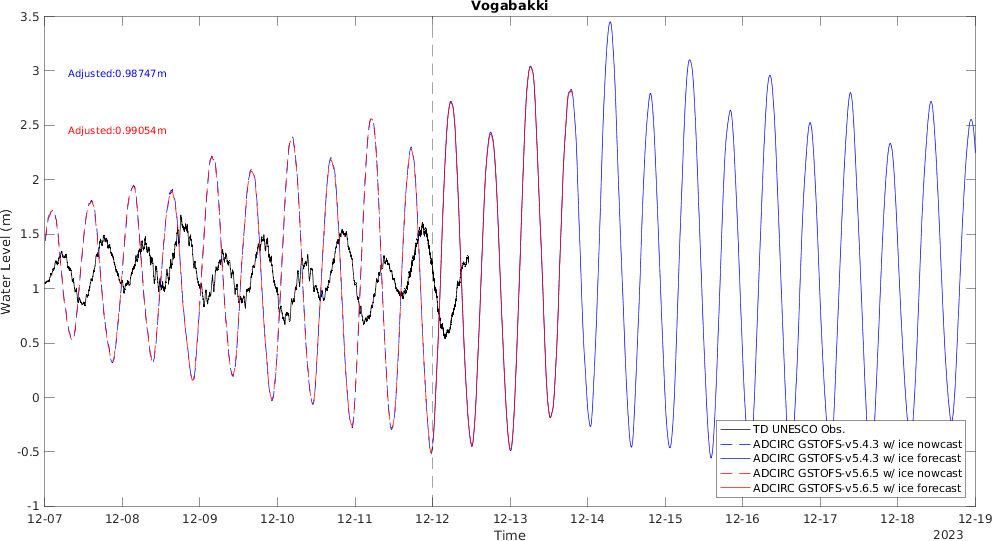 Vogabakki
3.5
3
2.5
2
1.5
1
0.5
0
-0.5
-1
Water Level (m)
Adjusted:0.98747m
Adjusted:0.99054m
TD UNESCO Obs.
ADCIRC GSTOFS-v5.4.3 w/ ice nowcast
ADCIRC GSTOFS-v5.4.3 w/ ice forecast
ADCIRC GSTOFS-v5.6.5 w/ ice nowcast
ADCIRC GSTOFS-v5.6.5 w/ ice forecast
12-07 12-08 12-09 12-10 12-11 12-12 12-13 12-14 12-15 12-16 12-17 12-18 12-19
Time
2023